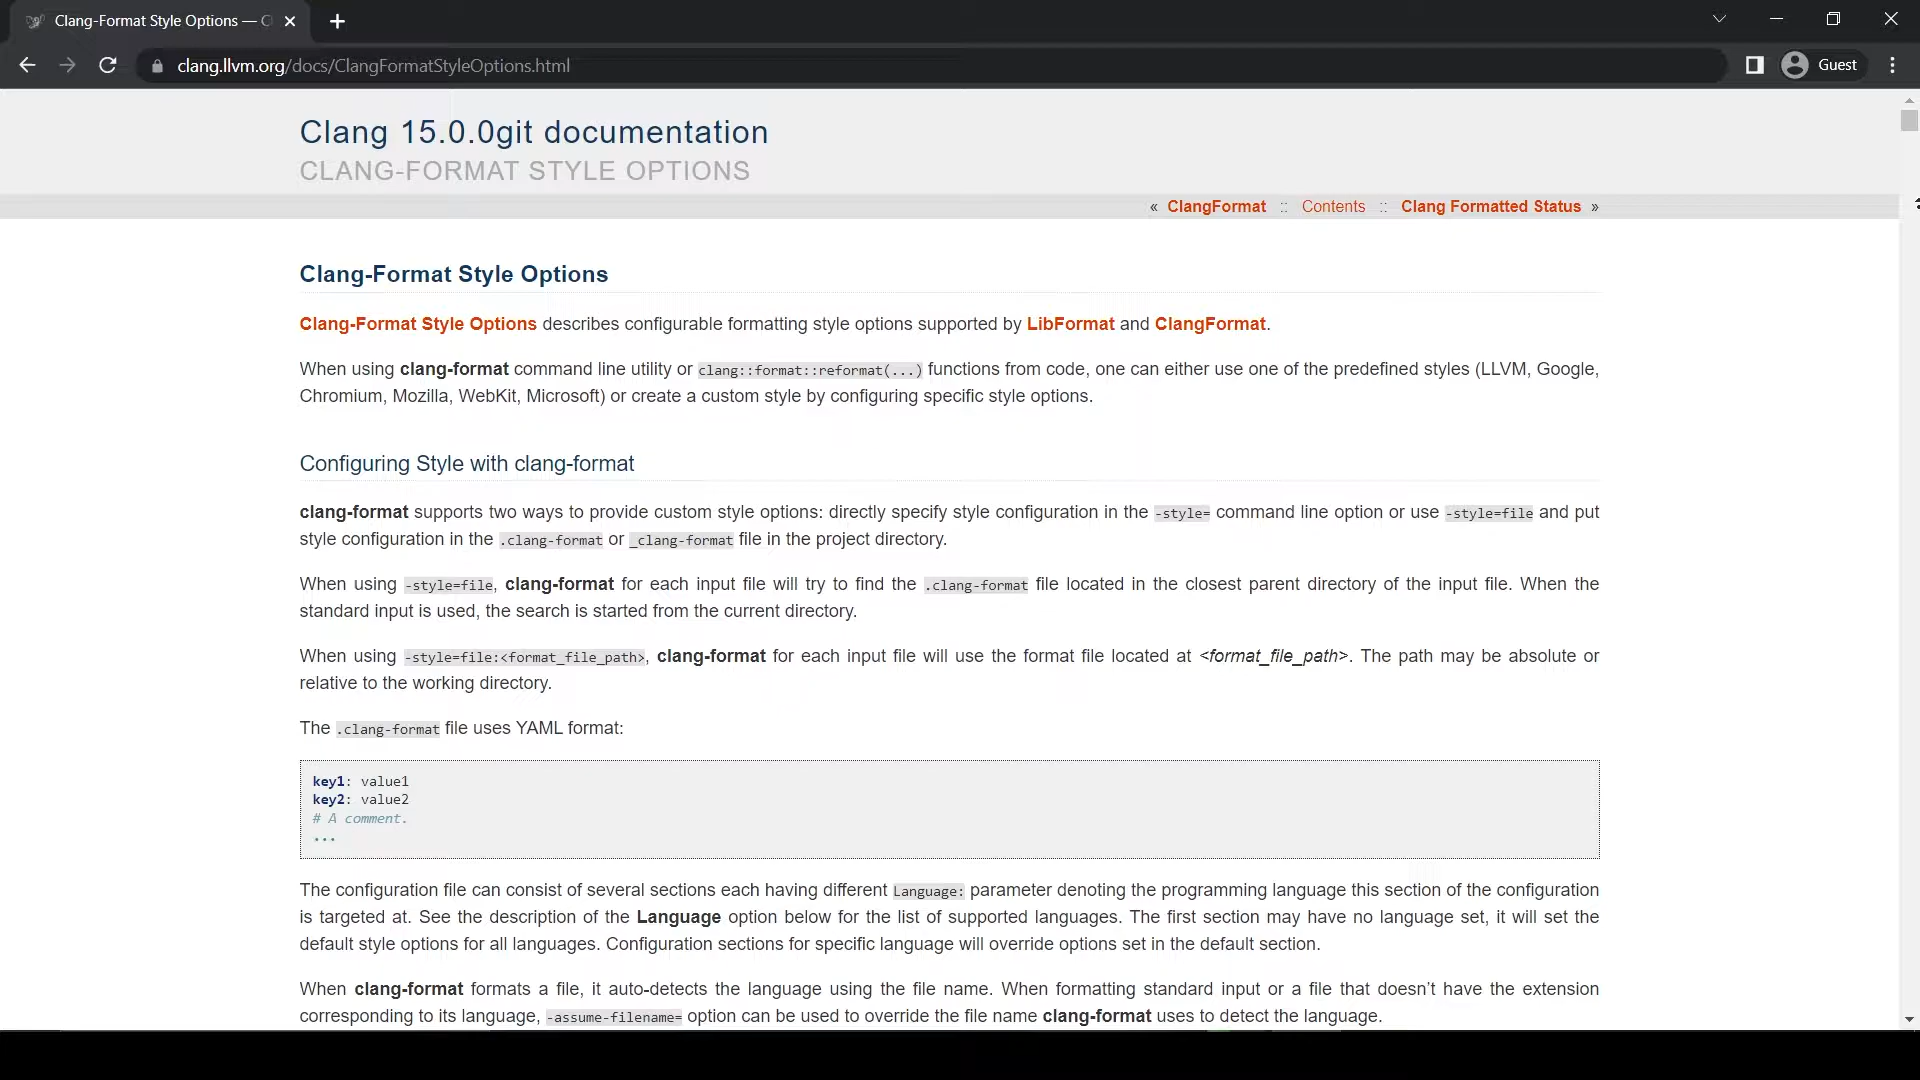 Clang-Format Style Options — C
clang.llvm.org/docs/ClangFormatStyleOptions.html
Guest
Clang 15.0.0git documentation
CLANG-FORMAT STYLE OPTIONS
« ClangFormat :: Contents :: Clang Formatted Status »
Clang-Format Style Options
Clang-Format Style Options describes configurable formatting style options supported by LibFormat and ClangFormat.
When using clang-format command line utility or clang::format::reformat(...) functions from code, one can either use one of the predefined styles (LLVM, Google,
Chromium, Mozilla, WebKit, Microsoft) or create a custom style by configuring specific style options.
Configuring Style with clang-format
clang-format supports two ways to provide custom style options: directly specify style configuration in the -style= command line option or use -style=file and put
style configuration in the .clang-format or _clang-format file in the project directory.
When using -style=file, clang-format for each input file will try to find the .clang-format file located in the closest parent directory of the input file. When the
standard input is used, the search is started from the current directory.
When using -style=file:<format_file_path>, clang-format for each input file will use the format file located at <format_file_path>. The path may be absolute or
relative to the working directory.
The .clang-format file uses YAML format:
key1: value1
key2: value2
# A comment.
...
The configuration file can consist of several sections each having different Language: parameter denoting the programming language this section of the configuration
is targeted at. See the description of the Language option below for the list of supported languages. The first section may have no language set, it will set the
default style options for all languages. Configuration sections for specific language will override options set in the default section.
When clang-format formats a file, it auto-detects the language using the file name. When formatting standard input or a file that doesn’t have the extension
corresponding to its language, -assume-filename= option can be used to override the file name clang-format uses to detect the language.